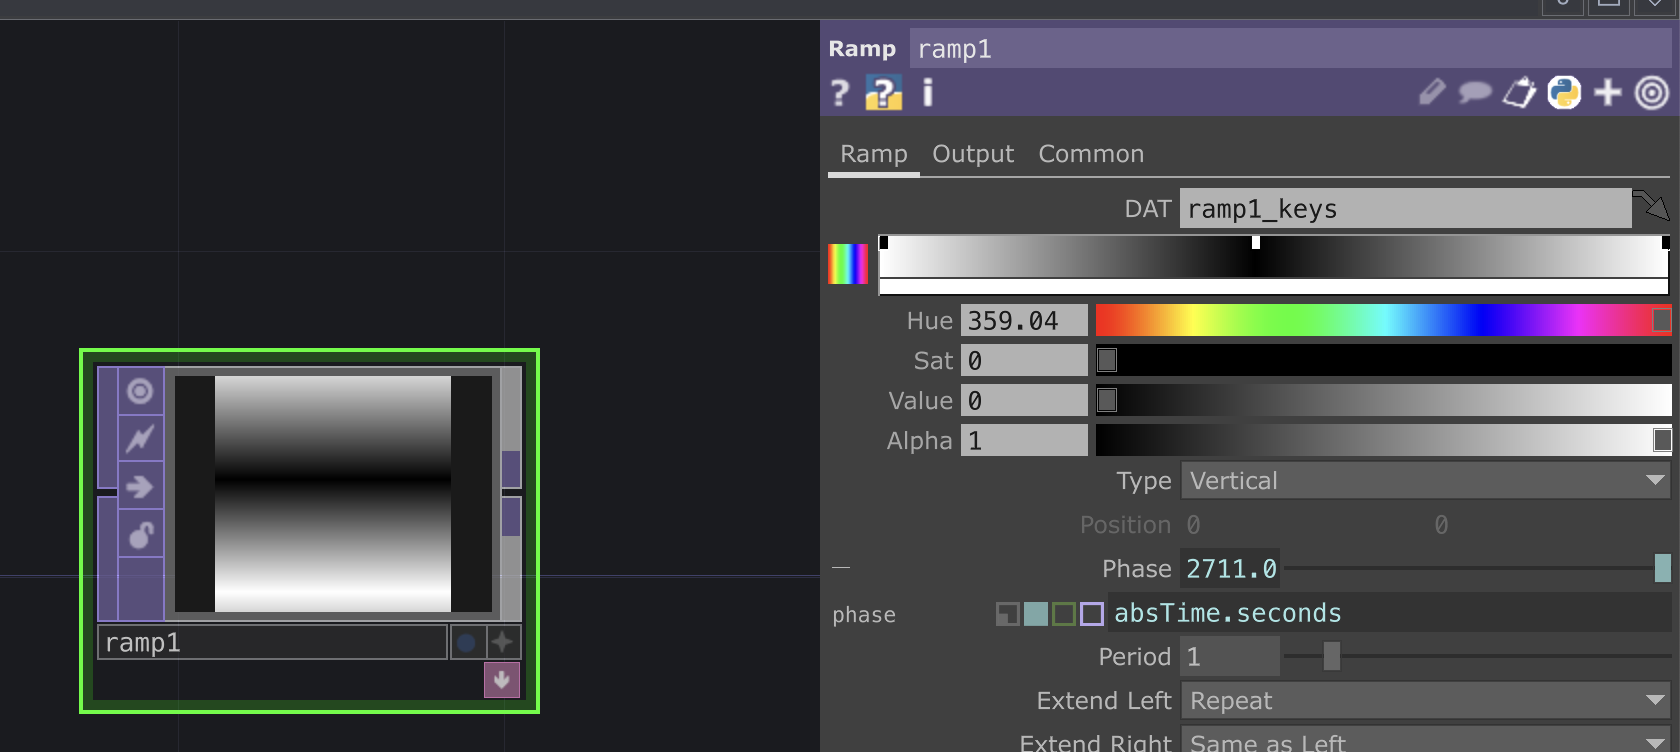 Ramp ramp1
? ? i
Ramp Output Common
DAT ramp1_keys
Hue 359.04
Sat 0
Value 0
Alpha 1
Type Vertical
Position 0 0
Phase 2711.0
phase absTime.seconds
Period 1
Extend Left Repeat
Extend Right Same as Left
ramp1